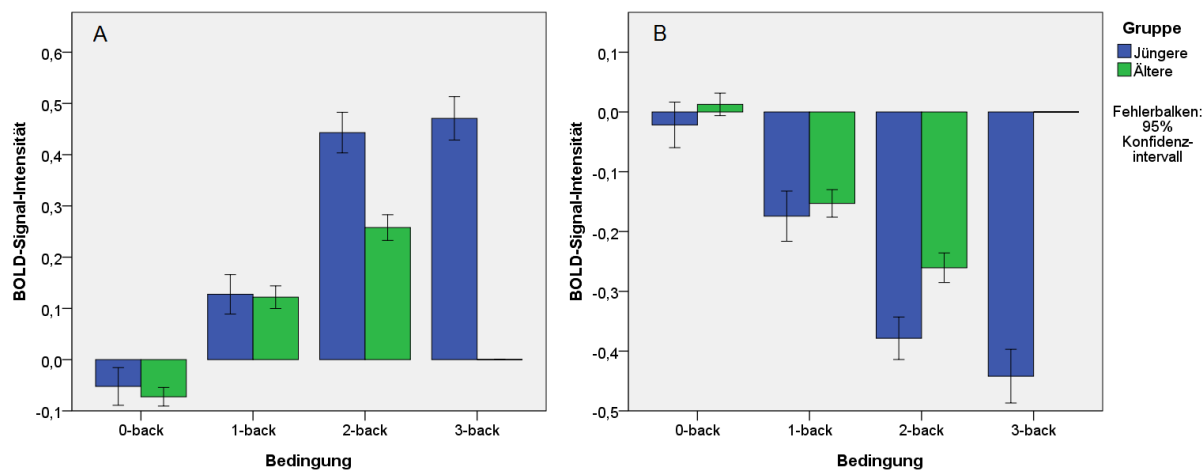 A
BOLD-Signal-Intensität
0,6
0,5
0,4
0,3
0,2
0,1
0,0
-0,1
0-back 1-back 2-back 3-back
Bedingung
B
BOLD-Signal-Intensität
0,1
0,0
-0,1
-0,2
-0,3
-0,4
-0,5
0-back 1-back 2-back 3-back
Bedingung
Gruppe
Jüngere
Ältere
Fehlerbalken:
95%
Konfidenz-
intervall